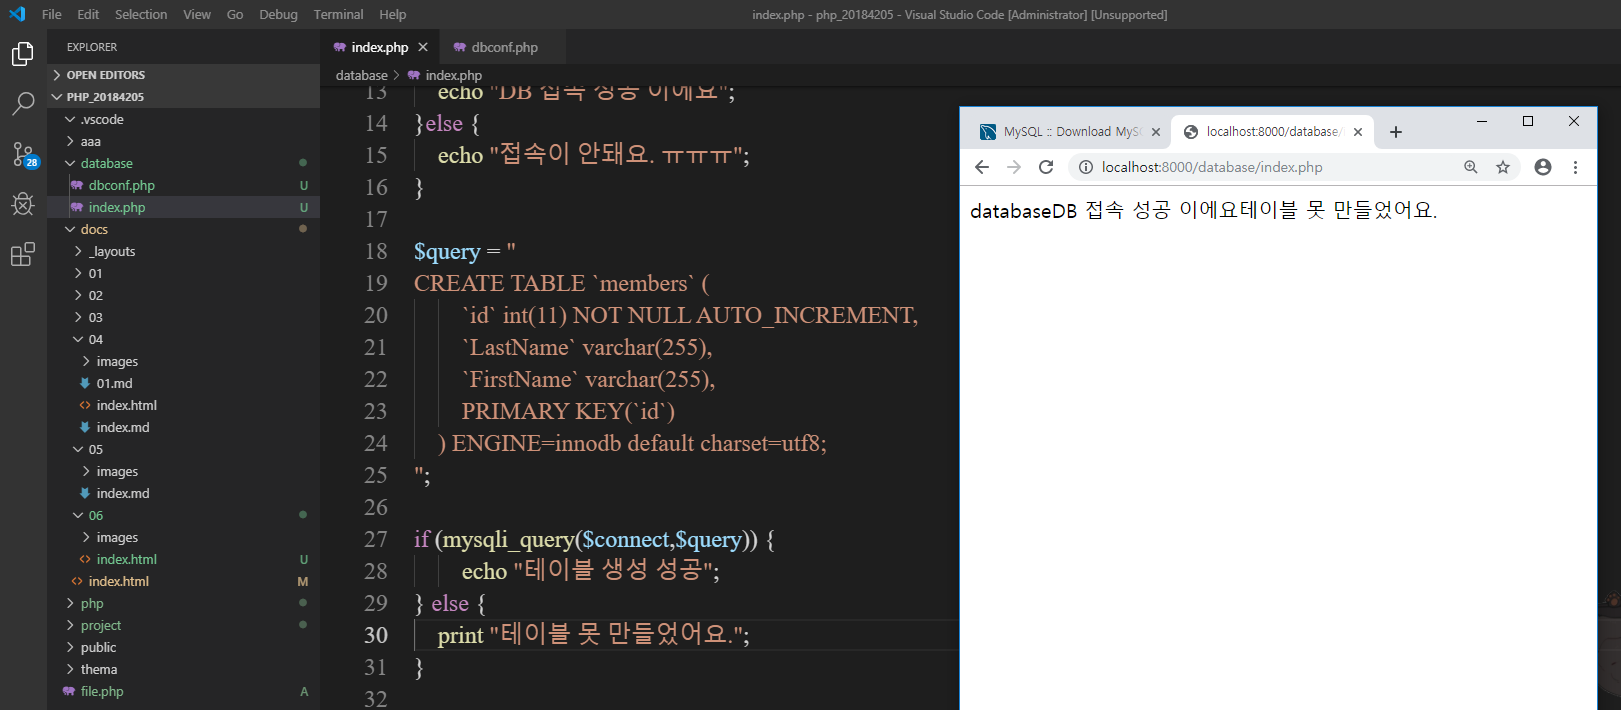 File Edit Selection View Go Debug Terminal Help
index.php - php_20184205 - Visual Studio Code [Administrator] [Unsupported]
EXPLORER
OPEN EDITORS
PHP_20184205
.vscode
aaa
database
dbconf.php U
index.php U
docs
_layouts
01
02
03
04
images
01.md
index.html
index.md
05
images
index.md
06
images
index.html U
index.html M
php
project
public
thema
file.php A
28
index.php dbconf.php
database > index.php
13 echo "DB 접속 성공 이에요";
14 }else {
15 echo "접속이 안돼요. ㅠㅠㅠ";
16 }
17
18 $query = "
19 CREATE TABLE `members` (
20 `id` int(11) NOT NULL AUTO_INCREMENT,
21 `LastName` varchar(255),
22 `FirstName` varchar(255),
23 PRIMARY KEY(`id`)
24 ) ENGINE=innodb default charset=utf8;
25 ";
26
27 if (mysqli_query($connect,$query)) {
28 echo "테이블 생성 성공";
29 } else {
30 print "테이블 못 만들었어요.";
31 }
32
MySQL :: Download MyS localhost:8000/database/
localhost:8000/database/index.php
databaseDB 접속 성공 이에요테이블 못 만들었어요.